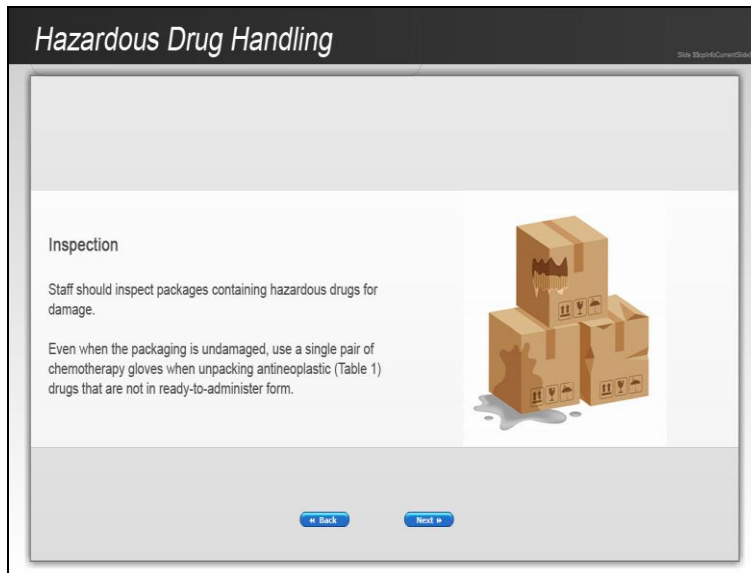 Hazardous Drug Handling
Inspection
Staff should inspect packages containing hazardous drugs for
damage.
Even when the packaging is undamaged, use a single pair of
chemotherapy gloves when unpacking antineoplastic (Table 1)
drugs that are not in ready-to-administer form.
Back
Next